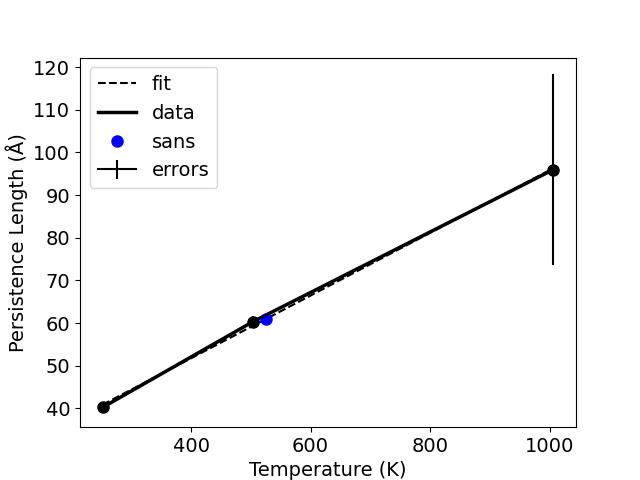 120
110
100
90
80
70
60
50
40
Persistence Length (Å)
fit
data
sans
errors
400 600 800 1000
Temperature (K)